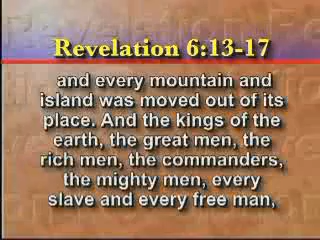 Revelation 6:13-17
and every mountain and
island was moved out of its
place. And the kings of the
earth, the great men, the
rich men, the commanders,
the mighty men, every
slave and every free man,